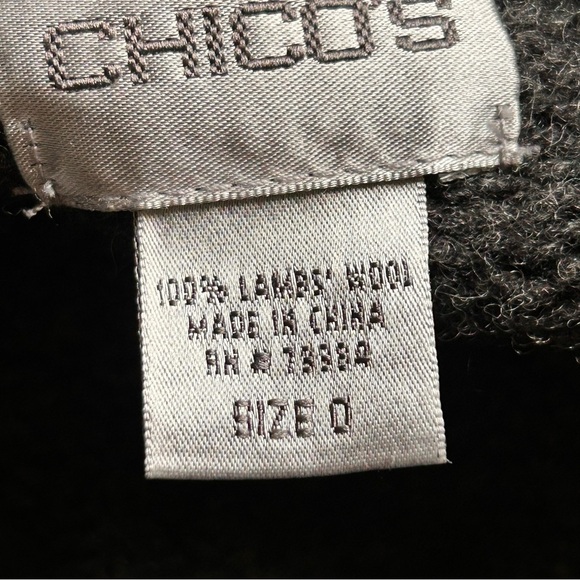 CHICO'S
100% LAMBS' WOOL
MADE IN CHINA
RN #
SIZE 0